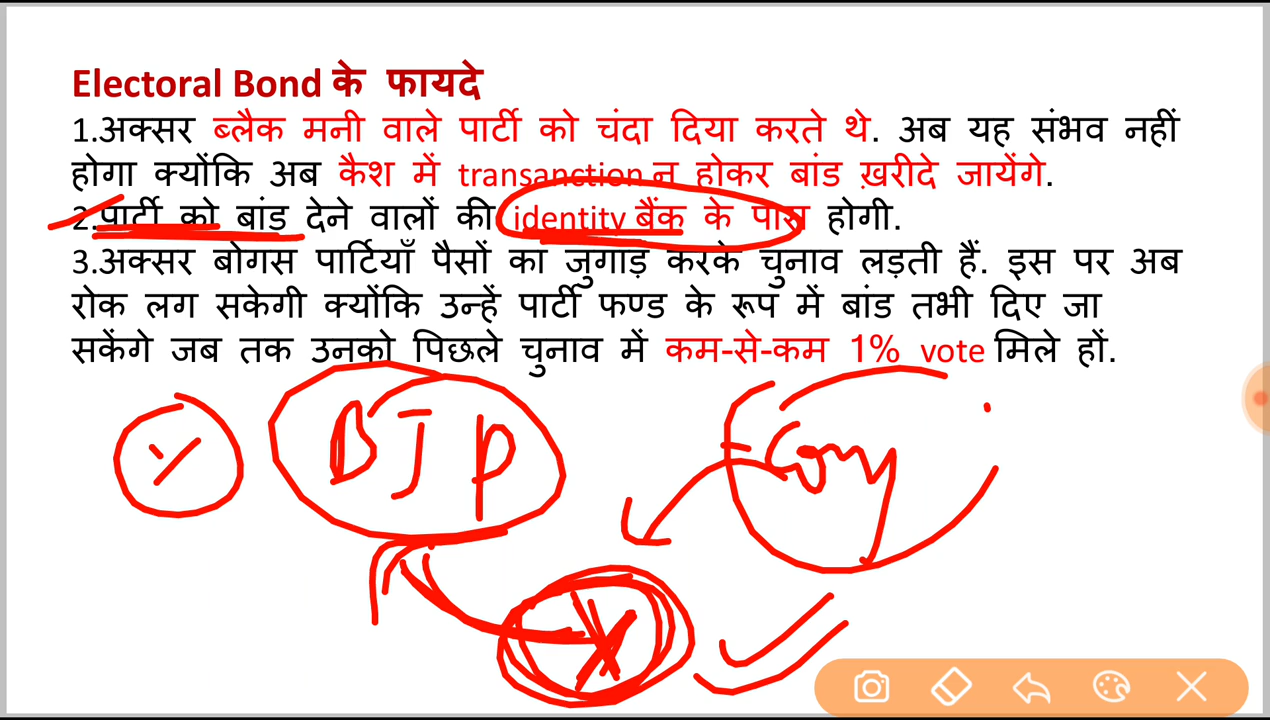 Electoral Bond के फायदे
1.अक्सर ब्लैक मनी वाले पार्टी को चंदा दिया करते थे. अब यह संभव नहीं
होगा क्योंकि अब कैश में transanction न होकर बांड ख़रीदे जायेंगे.
2.पार्टी को बांड देने वालों की identity बैंक के पास होगी.
3.अक्सर बोगस पार्टियाँ पैसों का जुगाड़ करके चुनाव लड़ती हैं. इस पर अब
रोक लग सकेगी क्योंकि उन्हें पार्टी फण्ड के रूप में बांड तभी दिए जा
सकेंगे जब तक उनको पिछले चुनाव में कम-से-कम 1% vote मिले हों.
BJP